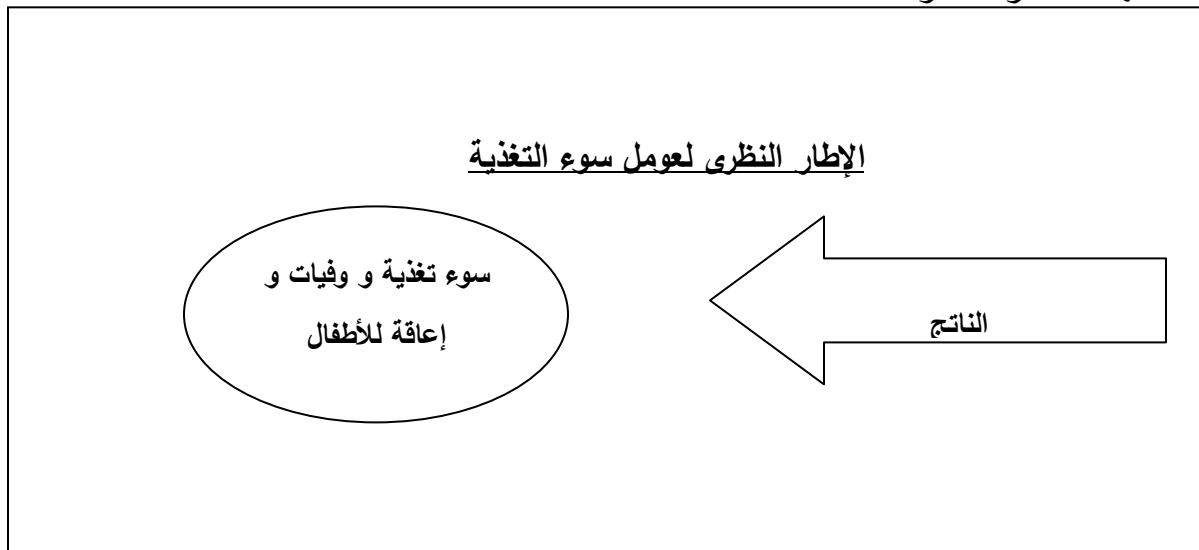 الإطار النظرى لعومل سوء التغذية
سوء تغذية و وفيات و
إعاقة للأطفال
الناتج